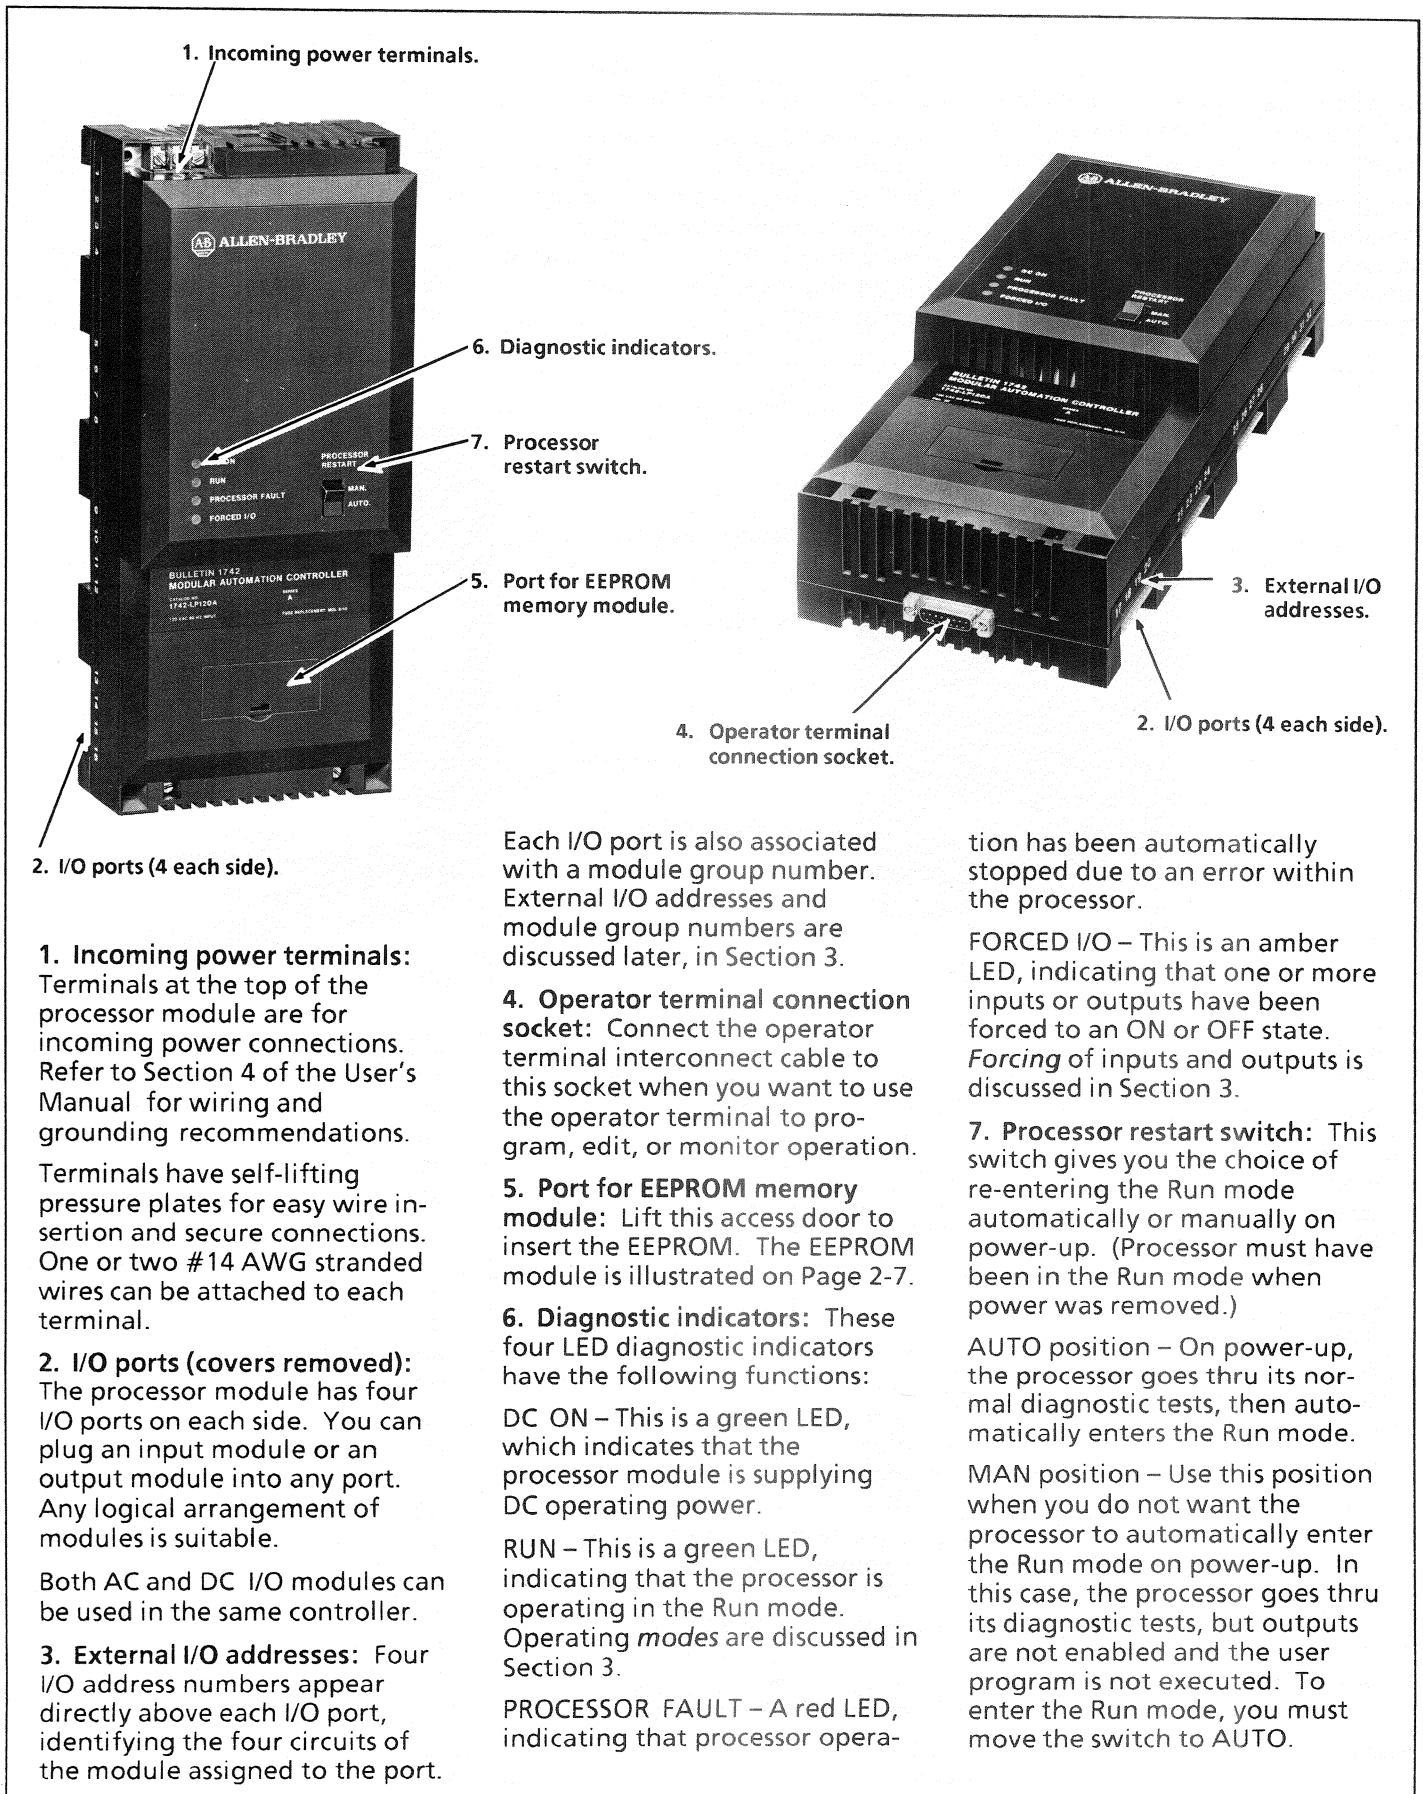 1. Incoming power terminals.
AB ALLEN-BRADLEY
6. Diagnostic indicators.
7. Processor
restart switch.
ON
RUN
PROCESSOR FAULT
FORCED I/O
PROCESSOR
RESTART
MAN.
AUTO.
BULLETIN 1742
MODULAR AUTOMATION CONTROLLER
CATALOG NO.
1742-LP120A
SERIES
A
5. Port for EEPROM
memory module.
2. I/O ports (4 each side).
AB ALLEN-BRADLEY
DC ON
RUN
PROCESSOR FAULT
FORCED I/O
PROCESSOR
RESTART
MAN.
AUTO.
BULLETIN 1742
MODULAR AUTOMATION CONTROLLER
CATALOG NO.
1742-LP120A
SERIES
A
3. External I/O
addresses.
2. I/O ports (4 each side).
4. Operator terminal
connection socket.
1. Incoming power terminals:
Terminals at the top of the
processor module are for
incoming power connections.
Refer to Section 4 of the User's
Manual for wiring and
grounding recommendations.
Terminals have self-lifting
pressure plates for easy wire in-
sertion and secure connections.
One or two #14 AWG stranded
wires can be attached to each
terminal.
2. I/O ports (covers removed):
The processor module has four
I/O ports on each side. You can
plug an input module or an
output module into any port.
Any logical arrangement of
modules is suitable.
Both AC and DC I/O modules can
be used in the same controller.
3. External I/O addresses: Four
I/O address numbers appear
directly above each I/O port,
identifying the four circuits of
the module assigned to the port.
Each I/O port is also associated
with a module group number.
External I/O addresses and
module group numbers are
discussed later, in Section 3.
4. Operator terminal connection
socket: Connect the operator
terminal interconnect cable to
this socket when you want to use
the operator terminal to pro-
gram, edit, or monitor operation.
5. Port for EEPROM memory
module: Lift this access door to
insert the EEPROM. The EEPROM
module is illustrated on Page 2-7.
6. Diagnostic indicators: These
four LED diagnostic indicators
have the following functions:
DC ON – This is a green LED,
which indicates that the
processor module is supplying
DC operating power.
RUN – This is a green LED,
indicating that the processor is
operating in the Run mode.
Operating modes are discussed in
Section 3.
PROCESSOR FAULT – A red LED,
indicating that processor opera-
tion has been automatically
stopped due to an error within
the processor.
FORCED I/O – This is an amber
LED, indicating that one or more
inputs or outputs have been
forced to an ON or OFF state.
Forcing of inputs and outputs is
discussed in Section 3.
7. Processor restart switch: This
switch gives you the choice of
re-entering the Run mode
automatically or manually on
power-up. (Processor must have
been in the Run mode when
power was removed.)
AUTO position – On power-up,
the processor goes thru its nor-
mal diagnostic tests, then auto-
matically enters the Run mode.
MAN position – Use this position
when you do not want the
processor to automatically enter
the Run mode on power-up. In
this case, the processor goes thru
its diagnostic tests, but outputs
are not enabled and the user
program is not executed. To
enter the Run mode, you must
move the switch to AUTO.